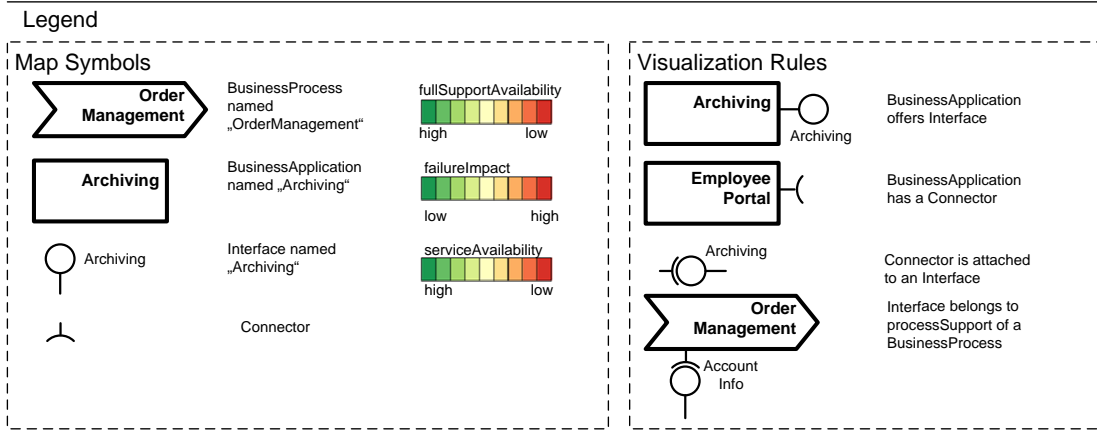 Legend
Map Symbols
Order
Management
BusinessProcess
named
„OrderManagement“
fullSupportAvailability
high low
Archiving
BusinessApplication
named „Archiving“
failureImpact
low high
Archiving
Interface named
„Archiving“
serviceAvailability
high low
Connector
Visualization Rules
Archiving
Archiving
BusinessApplication
offers Interface
Employee
Portal
BusinessApplication
has a Connector
Archiving
Connector is attached
to an Interface
Order
Management
Interface belongs to
processSupport of a
BusinessProcess
Account
Info